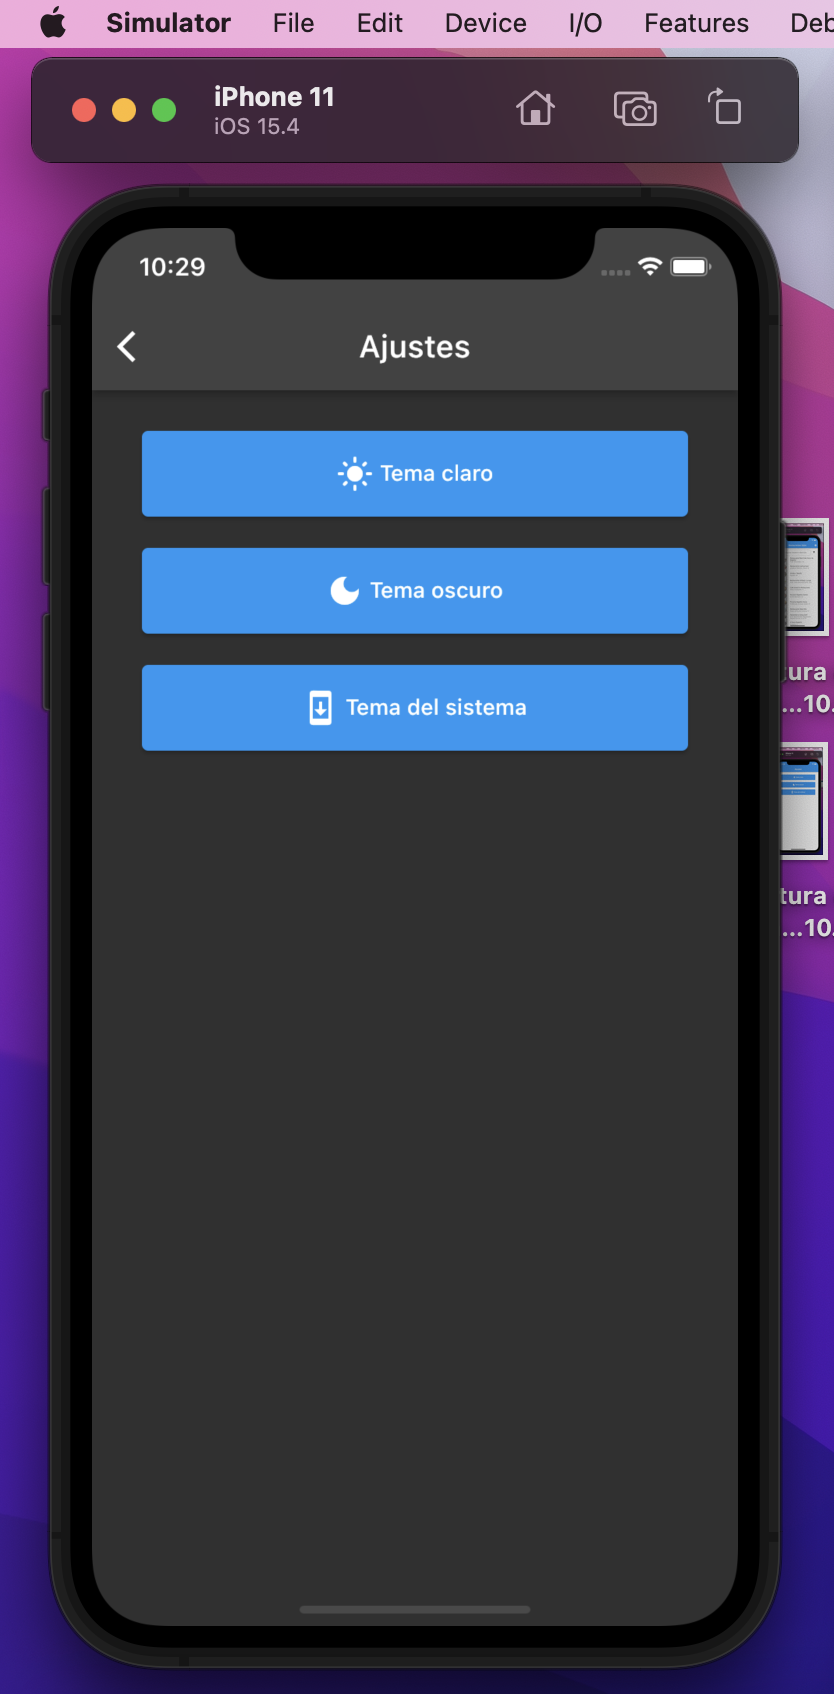 Simulator File Edit Device I/O Features Deb
iPhone 11
iOS 15.4
10:29
Ajustes
Tema claro
Tema oscuro
Tema del sistema
tura
...10.
tura
...10.